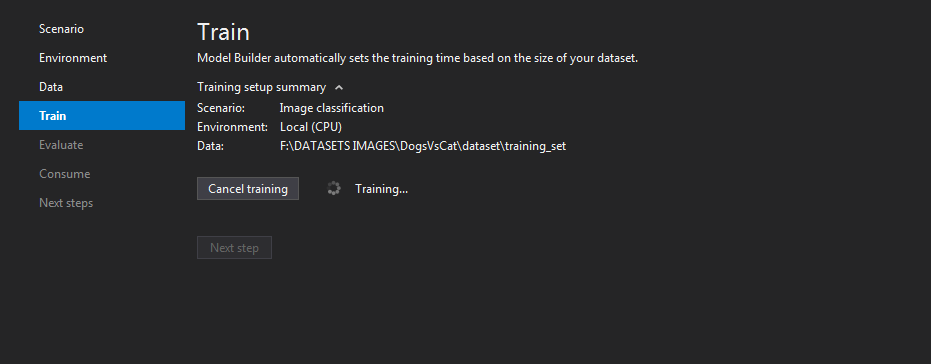 Scenario
Environment
Data
Train
Evaluate
Consume
Next steps
Train
Model Builder automatically sets the training time based on the size of your dataset.
Training setup summary
Scenario: Image classification
Environment: Local (CPU)
Data: F:\DATASETS IMAGES\DogsVsCat\dataset\training_set
Cancel training Training...
Next step